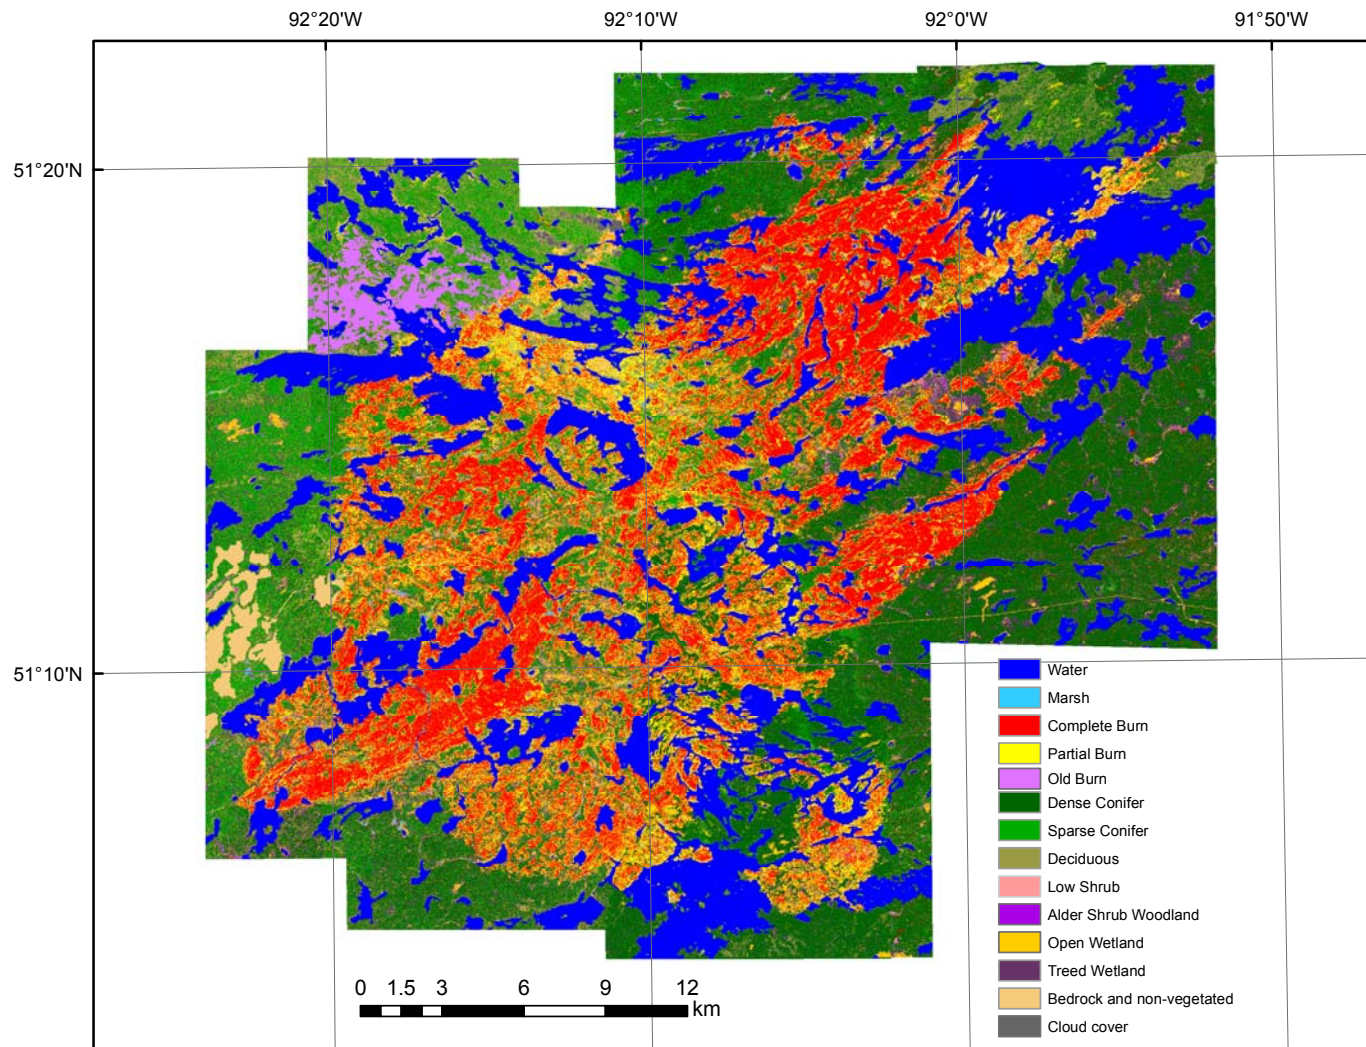 92°20'W 92°10'W 92°0'W 91°50'W
51°20'N
51°10'N
Water
Marsh
Complete Burn
Partial Burn
Old Burn
Dense Conifer
Sparse Conifer
Deciduous
Low Shrub
Alder Shrub Woodland
Open Wetland
Treed Wetland
Bedrock and non-vegetated
Cloud cover
0 1.5 3 6 9 12
km